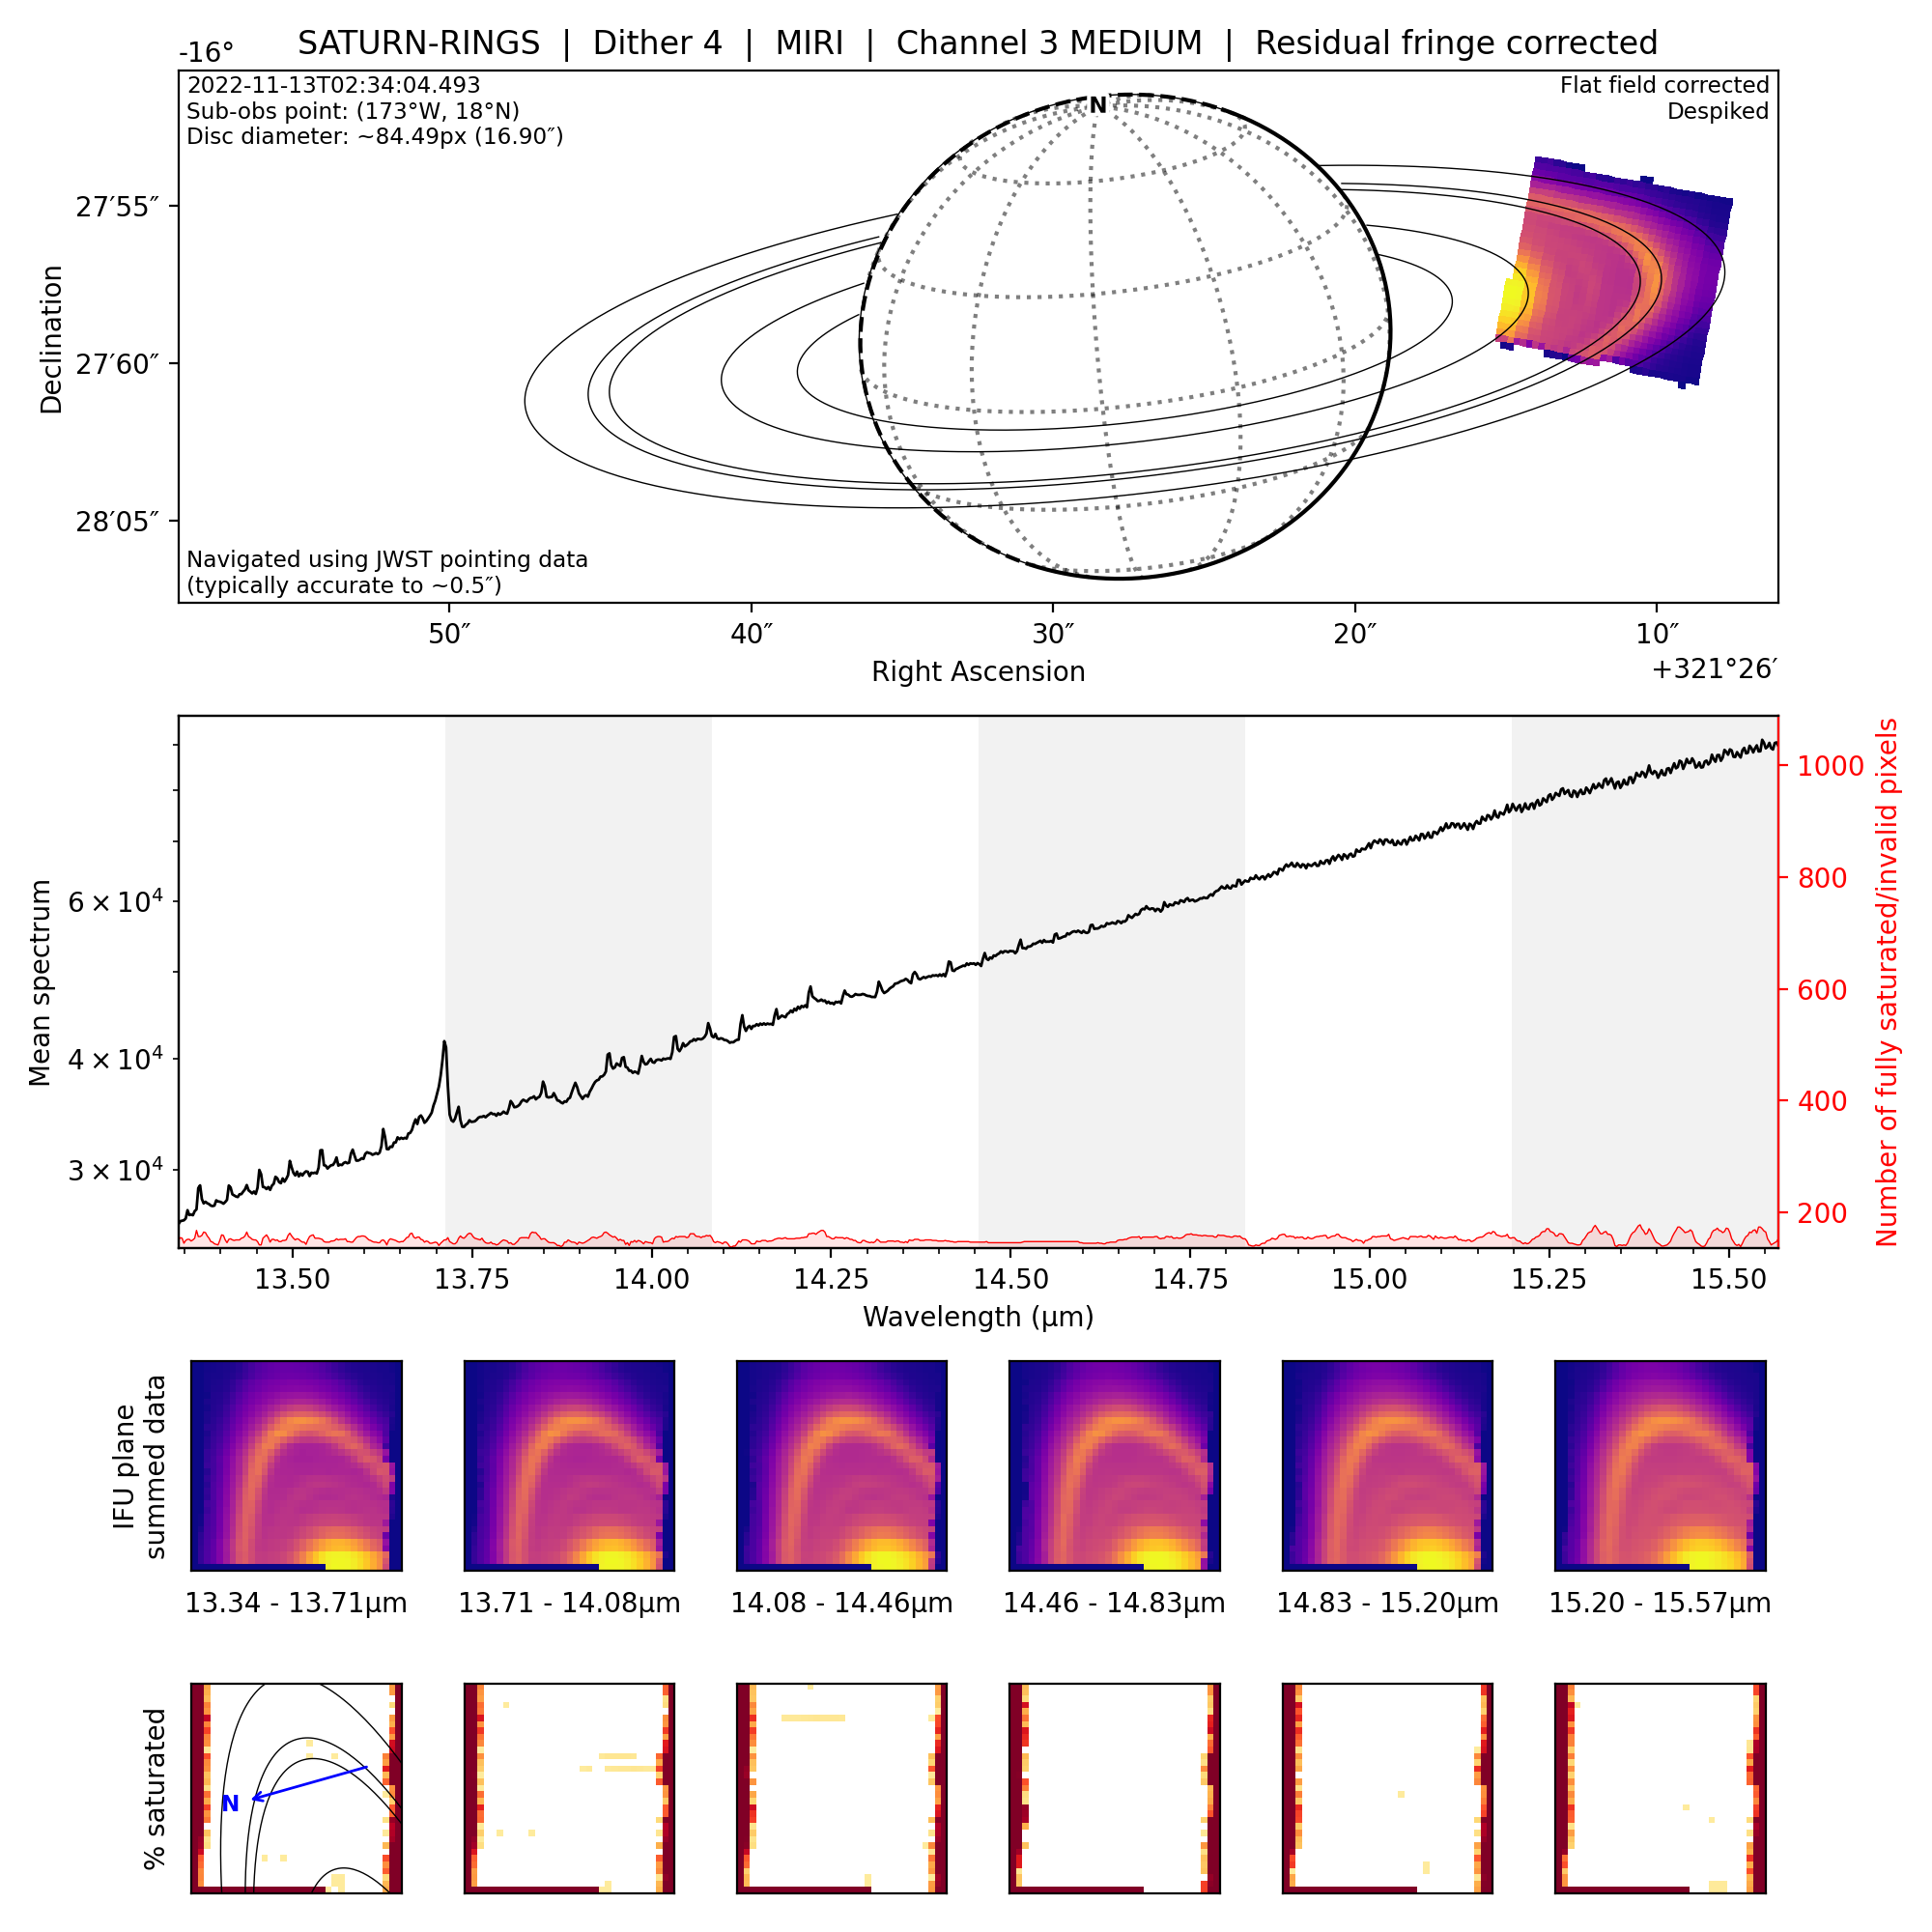 SATURN-RINGS | Dither 4 | MIRI | Channel 3 MEDIUM | Residual fringe corrected
-16°
2022-11-13T02:34:04.493
Sub-obs point: (173°W, 18°N)
Disc diameter: ~84.49px (16.90″)
Flat field corrected
Despiked
N
Declination
27′55″
27′60″
28′05″
Navigated using JWST pointing data
(typically accurate to ~0.5″)
50″ 40″ 30″ 20″ 10″
Right Ascension
+321°26′
Mean spectrum
6 × 10⁴
4 × 10⁴
3 × 10⁴
Number of fully saturated/invalid pixels
1000
800
600
400
200
13.50 13.75 14.00 14.25 14.50 14.75 15.00 15.25 15.50
Wavelength (µm)
IFU plane
summed data
13.34 - 13.71µm 13.71 - 14.08µm 14.08 - 14.46µm 14.46 - 14.83µm 14.83 - 15.20µm 15.20 - 15.57µm
% saturated
N